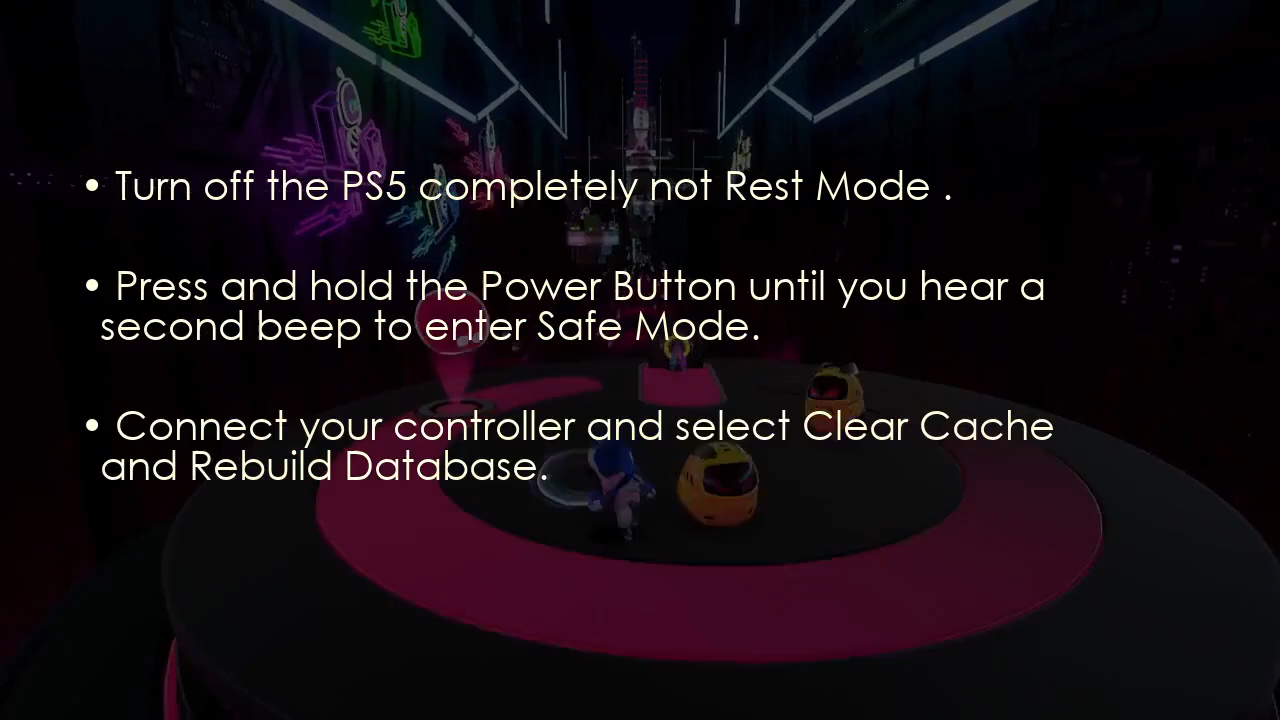 • Turn off the PS5 completely not Rest Mode .
• Press and hold the Power Button until you hear a
second beep to enter Safe Mode.
• Connect your controller and select Clear Cache
and Rebuild Database.